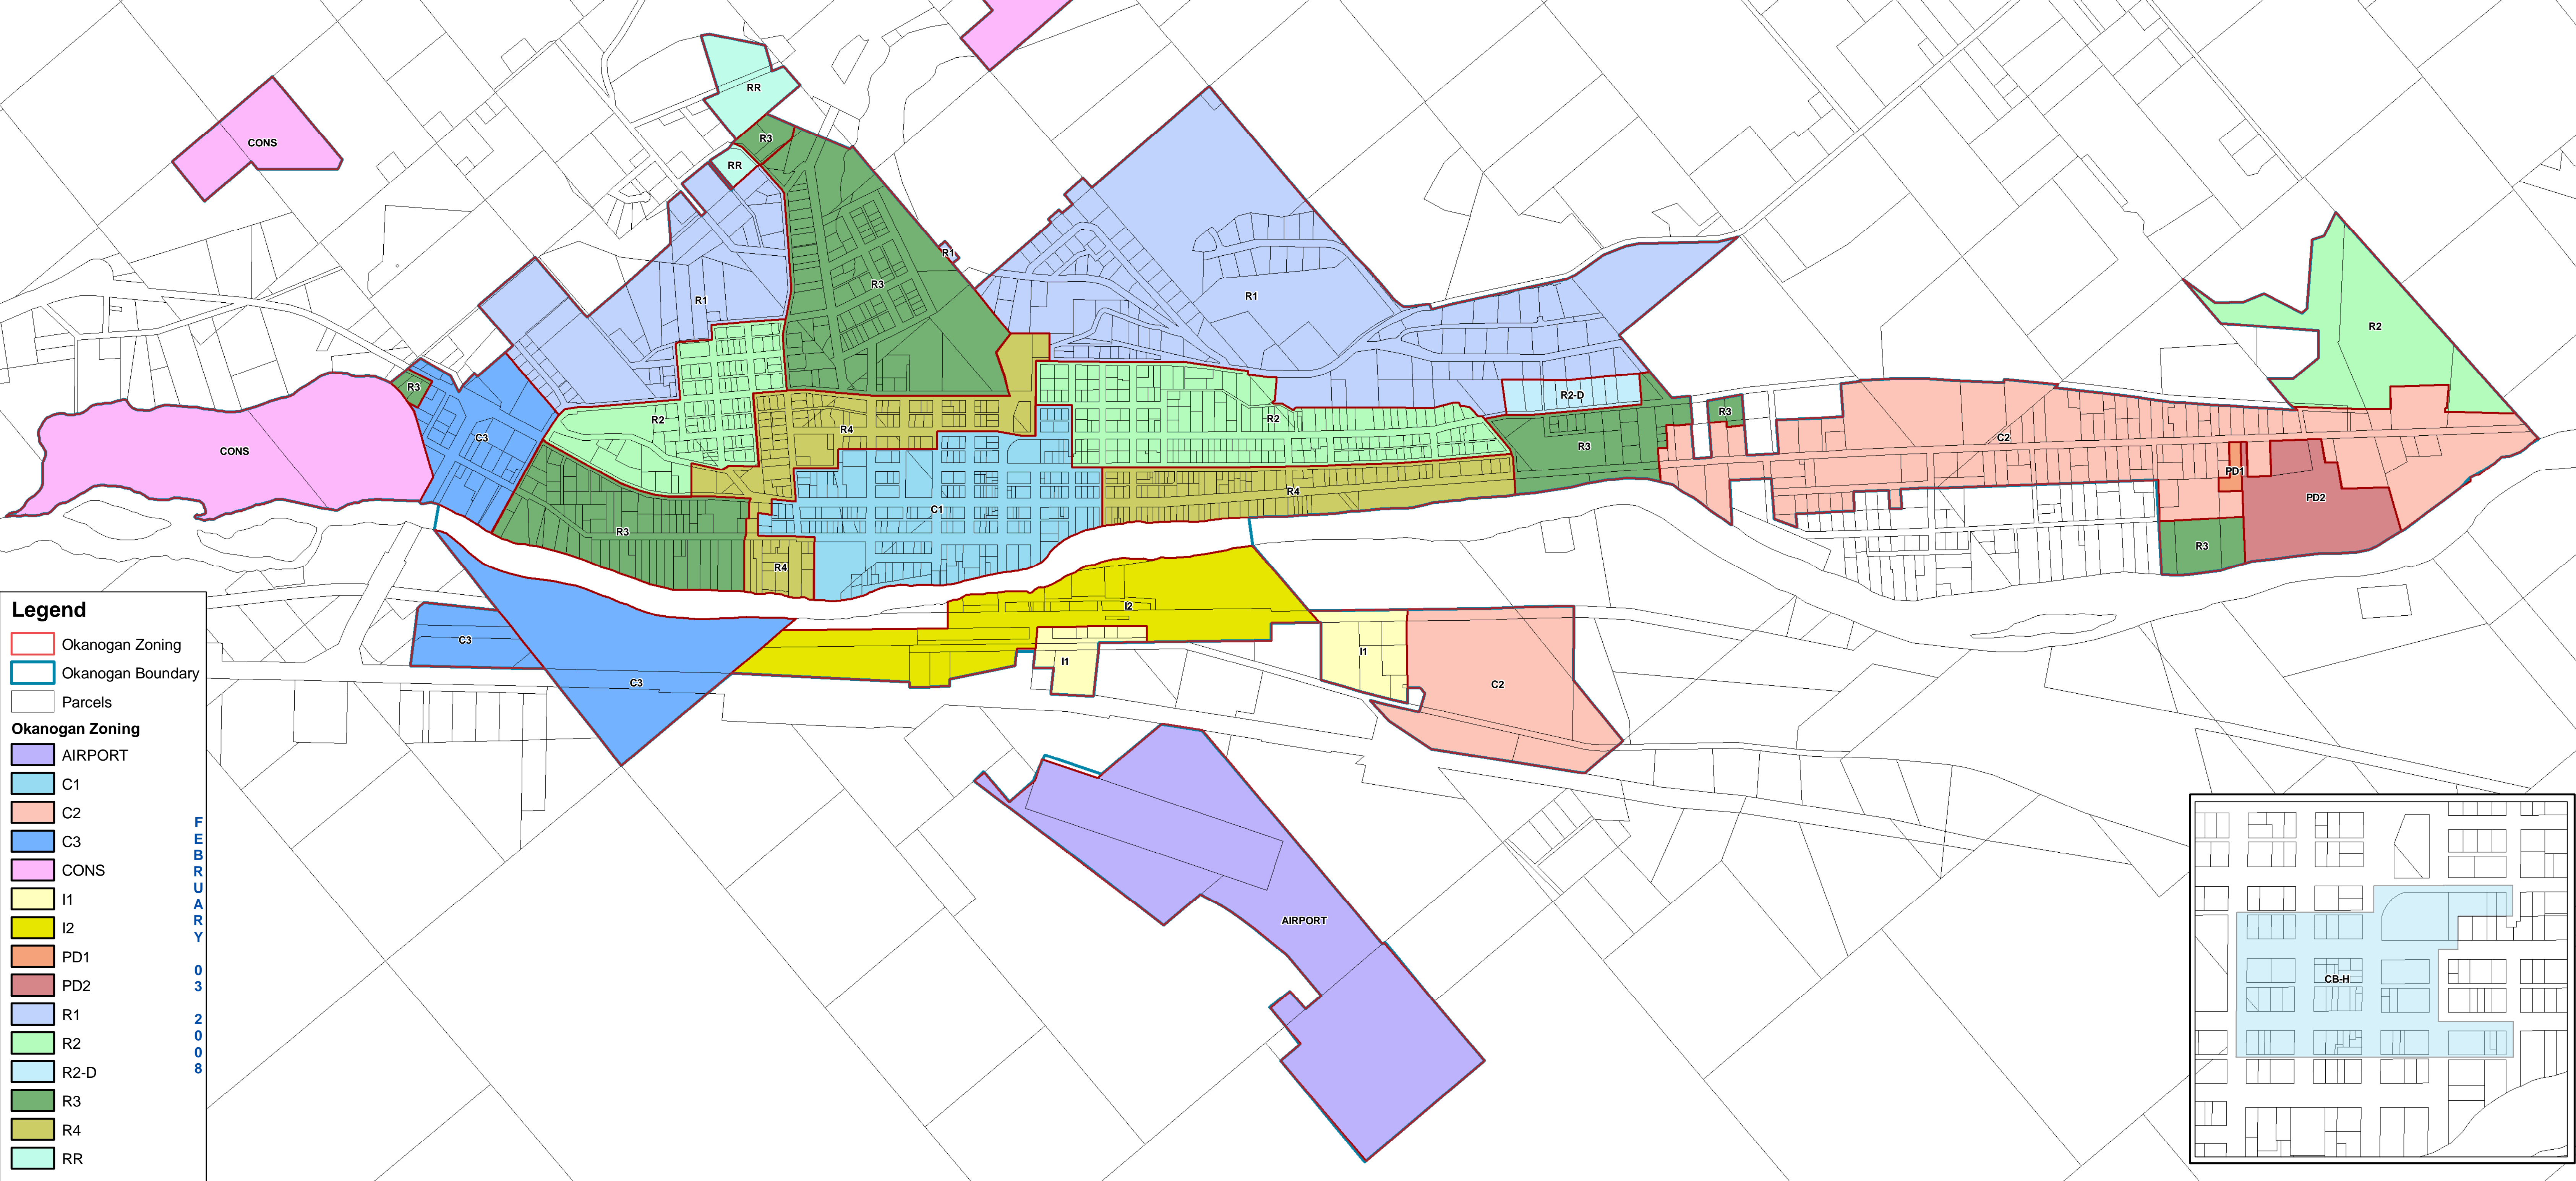 RR
R3
CONS
RR
R1
R3
R1
R1
R2
R3
R2-D
R3
R2
R4
R2
C3
C2
R3
CONS
PD1
R4
PD2
C1
R3
R3
R4
I2
C3
I1
I1
C3
C2
AIRPORT
CB-H
Legend
Okanogan Zoning
Okanogan Boundary
Parcels
Okanogan Zoning
AIRPORT
C1
C2
C3
CONS
I1
I2
PD1
PD2
R1
R2
R2-D
R3
R4
RR
FEBRUARY 03 2008